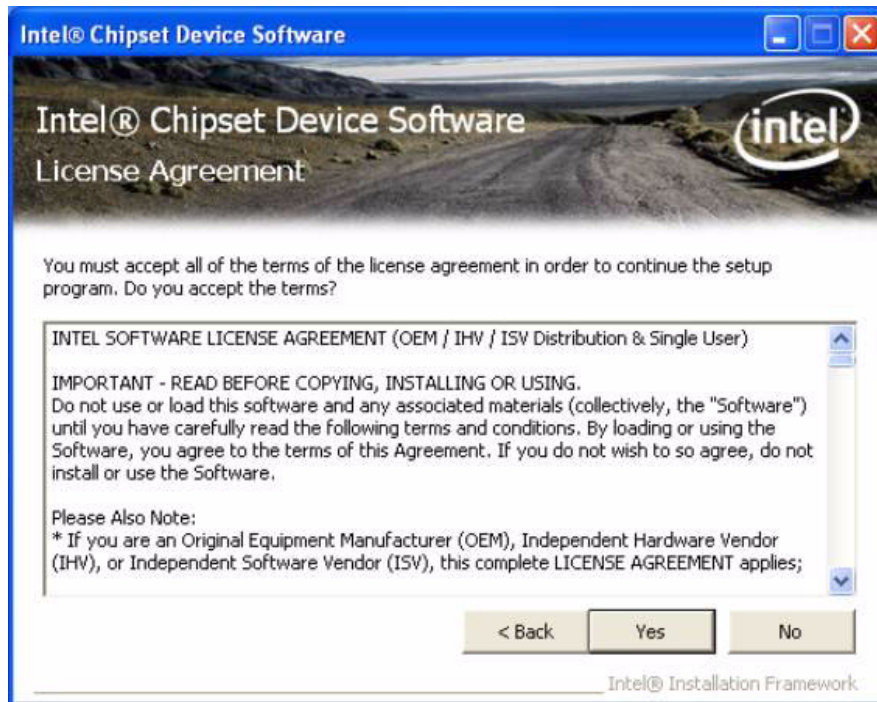 Intel® Chipset Device Software
Intel® Chipset Device Software
intel
License Agreement
You must accept all of the terms of the license agreement in order to continue the setup
program. Do you accept the terms?
INTEL SOFTWARE LICENSE AGREEMENT (OEM / IHV / ISV Distribution & Single User)
IMPORTANT - READ BEFORE COPYING, INSTALLING OR USING.
Do not use or load this software and any associated materials (collectively, the "Software")
until you have carefully read the following terms and conditions. By loading or using the
Software, you agree to the terms of this Agreement. If you do not wish to so agree, do not
install or use the Software.
Please Also Note:
* If you are an Original Equipment Manufacturer (OEM), Independent Hardware Vendor
(IHV), or Independent Software Vendor (ISV), this complete LICENSE AGREEMENT applies;
< Back
Yes
No
Intel® Installation Framework